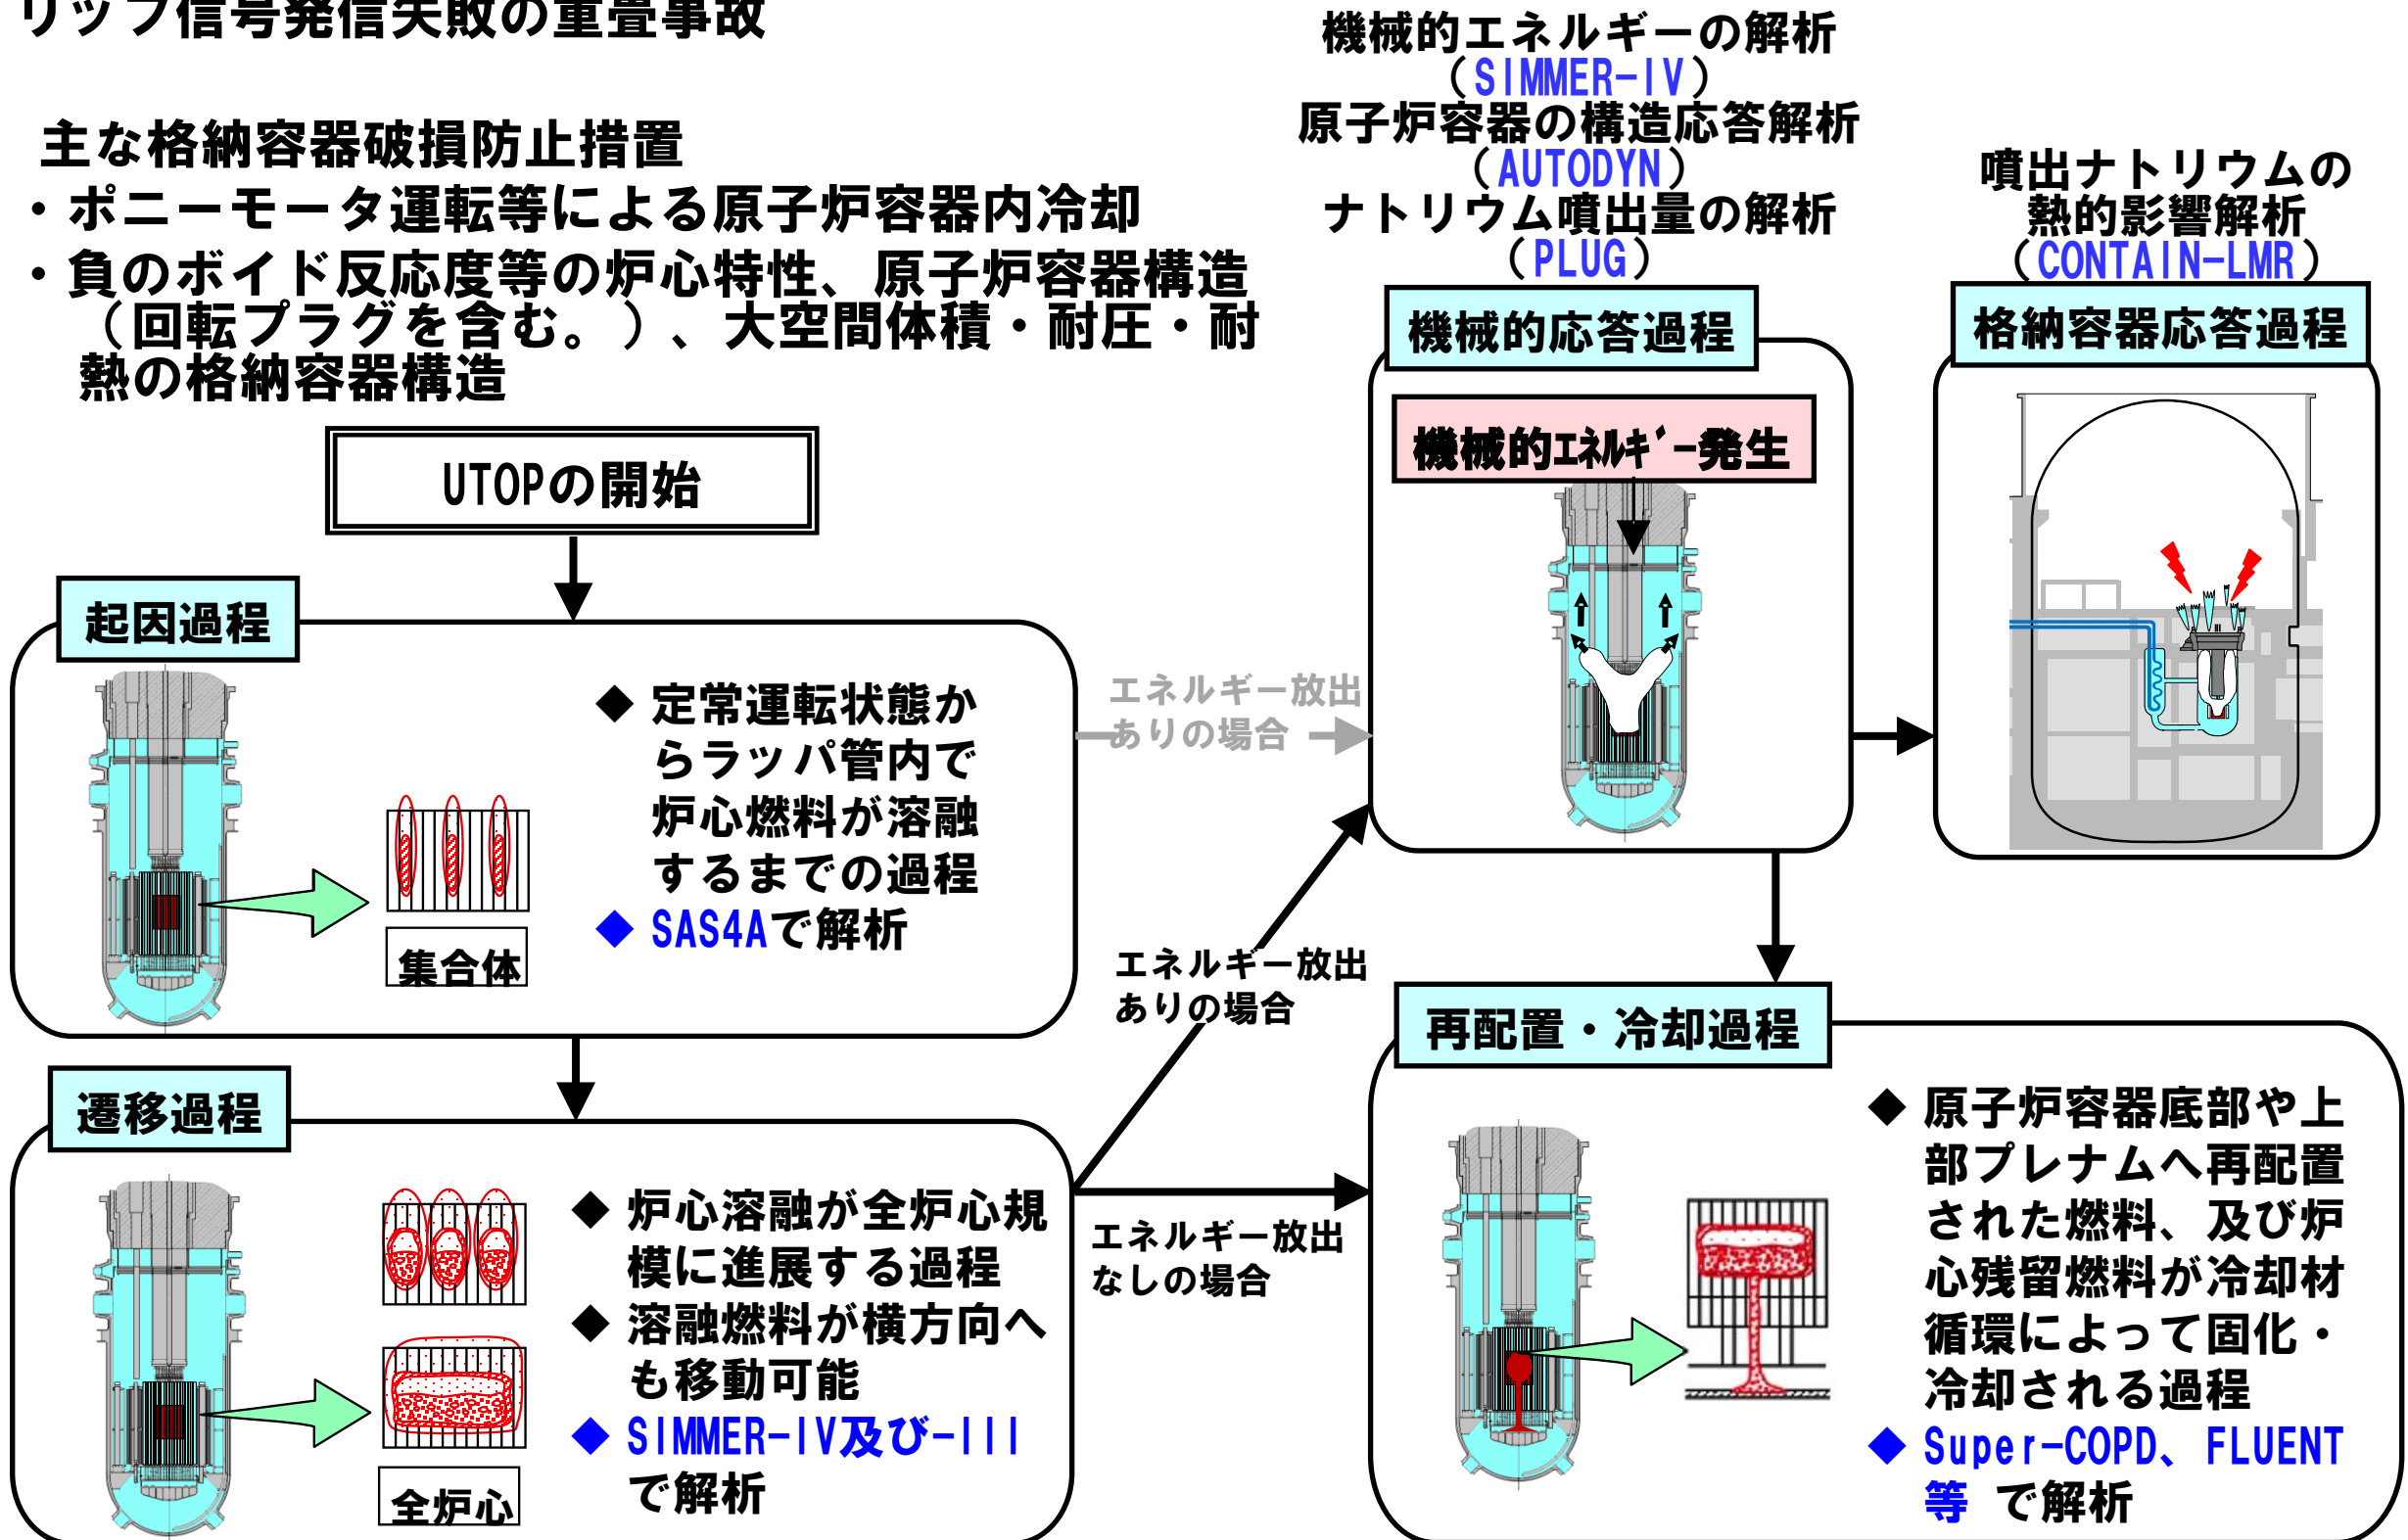 リップ信号発信失敗の重畳事故
主な格納容器破損防止措置
・ポニーモータ運転等による原子炉容器内冷却
・負のボイド反応度等の炉心特性、原子炉容器構造
（回転プラグを含む。）、大空間体積・耐圧・耐
熱の格納容器構造
機械的エネルギーの解析
（SIMMER-IV）
原子炉容器の構造応答解析
（AUTODYN）
ナトリウム噴出量の解析
（PLUG）
噴出ナトリウムの
熱的影響解析
（CONTAIN-LMR）
機械的応答過程
格納容器応答過程
機械的ｴﾈﾙｷﾞｰ発生
UTOPの開始
起因過程
◆ 定常運転状態か
らラッパ管内で
炉心燃料が溶融
するまでの過程
◆ SAS4Aで解析
集合体
エネルギー放出
ありの場合
エネルギー放出
ありの場合
再配置・冷却過程
遷移過程
◆ 炉心溶融が全炉心規
模に進展する過程
◆ 溶融燃料が横方向へ
も移動可能
◆ SIMMER-IV及び-III
で解析
全炉心
エネルギー放出
なしの場合
◆ 原子炉容器底部や上
部プレナムへ再配置
された燃料、及び炉
心残留燃料が冷却材
循環によって固化・
冷却される過程
◆ Super-COPD、FLUENT
等 で解析